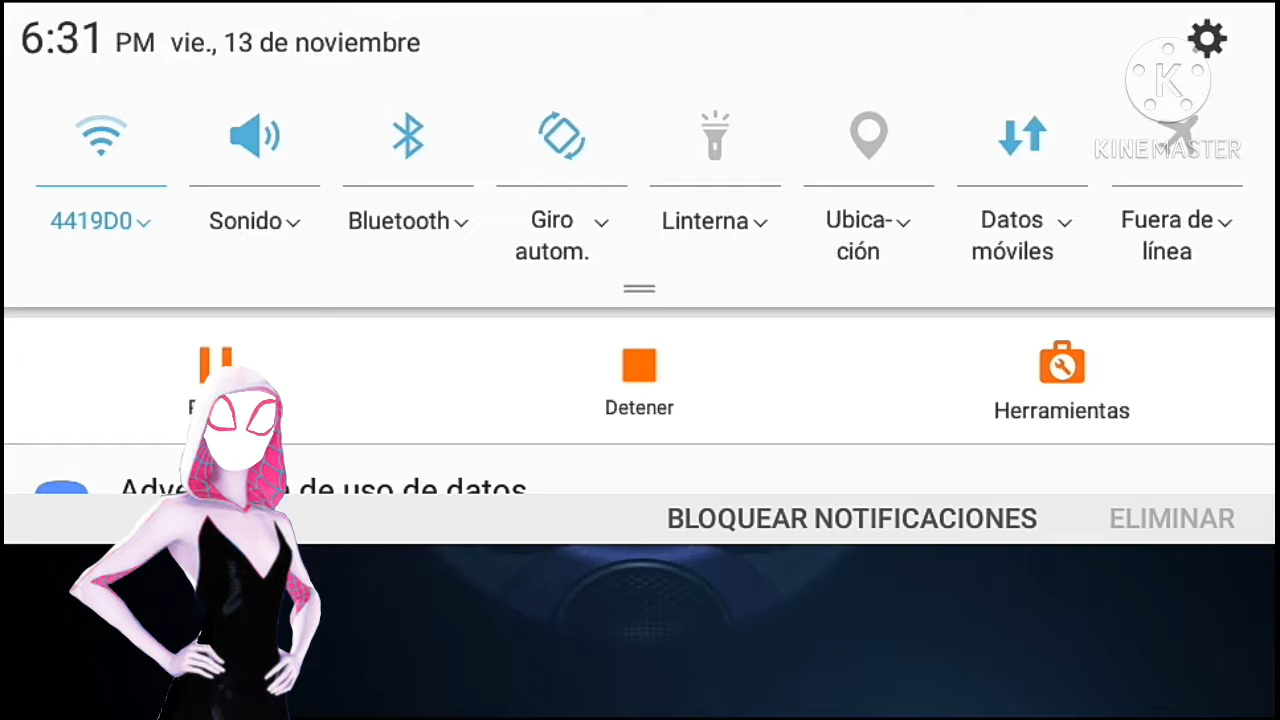 6:31 PM vie., 13 de noviembre
K
KINEMASTER
4419D0
Sonido
Bluetooth
Giro
autom.
Linterna
Ubica-
ción
Datos
móviles
Fuera de
línea
Detener
Herramientas
de uso de datos
BLOQUEAR NOTIFICACIONES
ELIMINAR